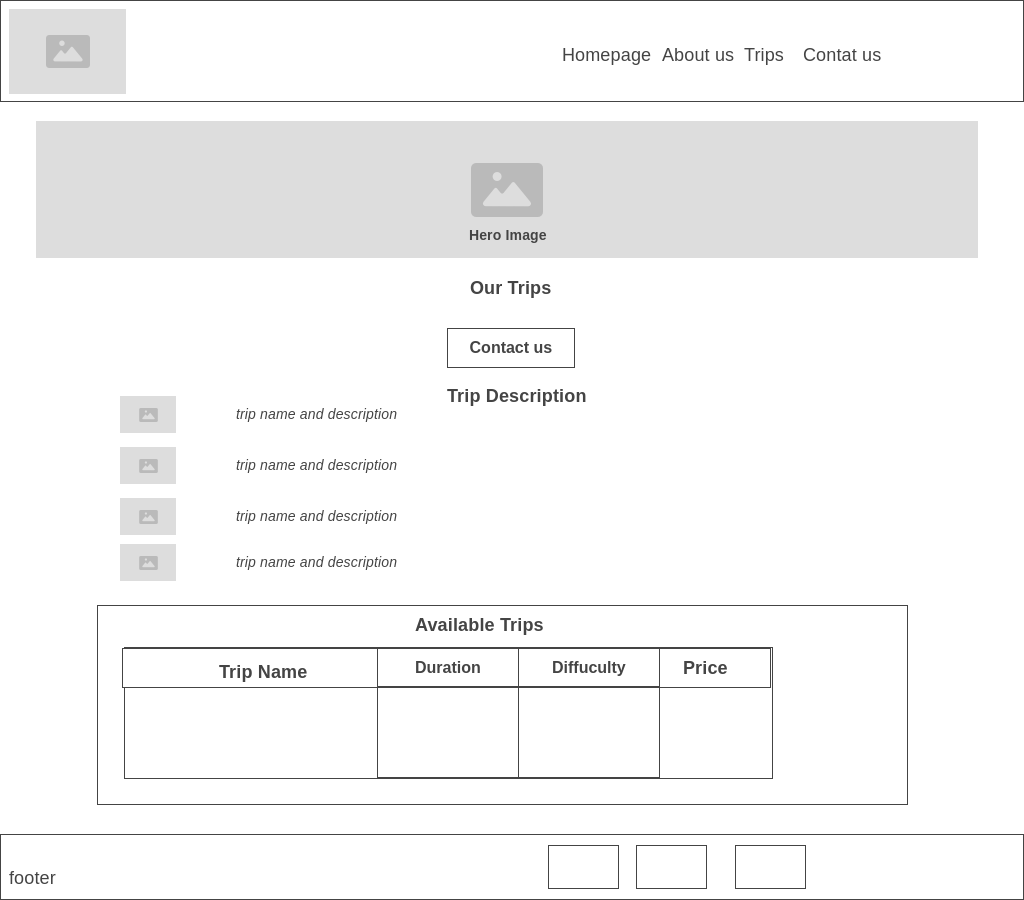 Homepage About us Trips Contat us
Hero Image
Our Trips
Contact us
Trip Description
trip name and description
trip name and description
trip name and description
trip name and description
Available Trips
Trip Name Duration Diffuculty Price
footer